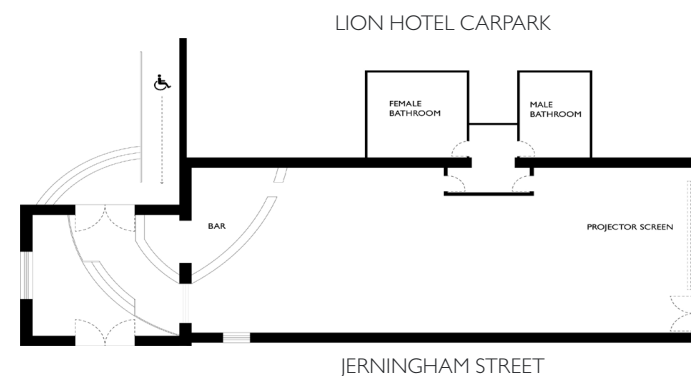 LION HOTEL CARPARK
FEMALE
BATHROOM
MALE
BATHROOM
BAR
PROJECTOR SCREEN
JERNINGHAM STREET